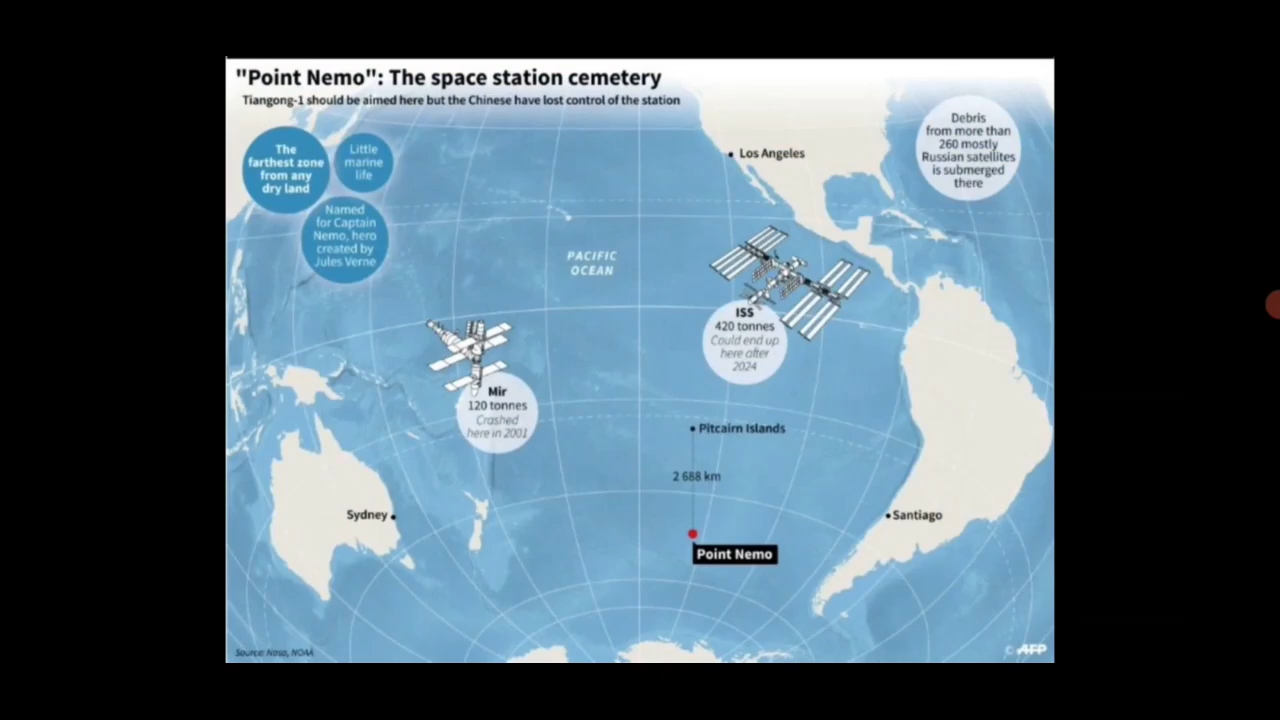 "Point Nemo": The space station cemetery
Tiangong-1 should be aimed here but the Chinese have lost control of the station
The
farthest zone
from any
dry land
Little
marine
life
Named
for Captain
Nemo, hero
created by
Jules Verne
Debris
from more than
260 mostly
Russian satellites
is submerged
there
Los Angeles
PACIFIC
OCEAN
ISS
420 tonnes
Could end up
here after
2024
Mir
120 tonnes
Crashed
here in 2001
Pitcairn Islands
2 688 km
Sydney
Santiago
Point Nemo
Source: Nasa, NOAA
© AFP